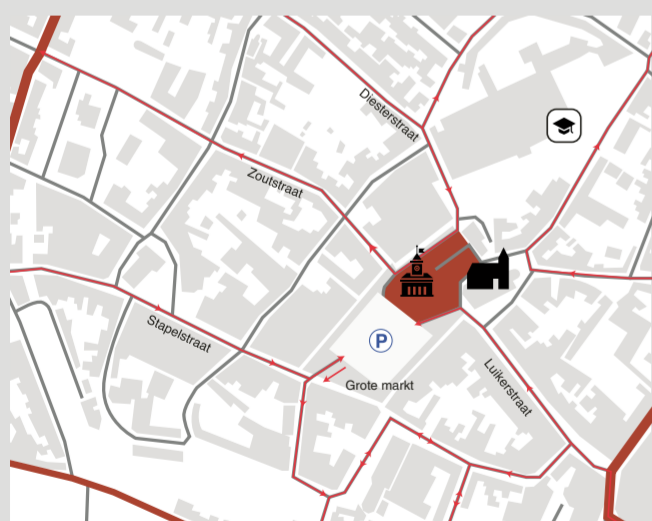 Diesterstraat
Zoutstraat
Stapelstraat
P
Grote markt
Luikerstraat